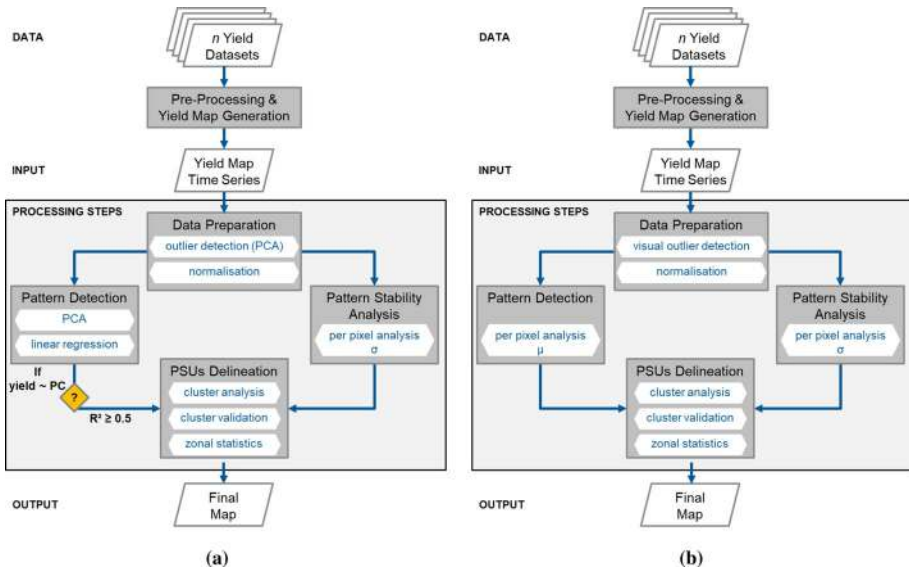 DATA
n Yield
Datasets
Pre-Processing &
Yield Map Generation
INPUT
Yield Map
Time Series
PROCESSING STEPS
Data Preparation
outlier detection (PCA)
normalisation
Pattern Detection
PCA
linear regression
Pattern Stability
Analysis
per pixel analysis
σ
If
yield ~ PC
?
R² ≥ 0.5
PSUs Delineation
cluster analysis
cluster validation
zonal statistics
OUTPUT
Final
Map
(a)
DATA
n Yield
Datasets
Pre-Processing &
Yield Map Generation
INPUT
Yield Map
Time Series
PROCESSING STEPS
Data Preparation
visual outlier detection
normalisation
Pattern Detection
per pixel analysis
μ
Pattern Stability
Analysis
per pixel analysis
σ
PSUs Delineation
cluster analysis
cluster validation
zonal statistics
OUTPUT
Final
Map
(b)